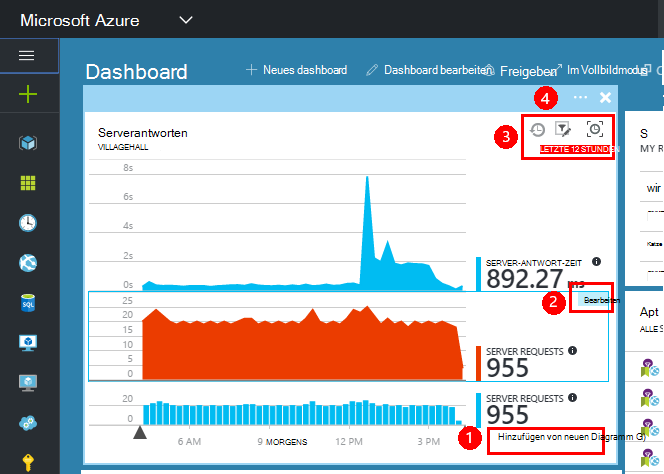 Microsoft Azure
Dashboard
Neues dashboard
Dashboard bearbeiten
Freigeben
Im Vollbildmodus
4
3
Serverantworten
VILLAGEHALL
LETZTE 12 STUNDEN
S
MY R
wir
8s
6s
4s
2s
0s
SERVER-ANTWORT-ZEIT
892.27 ms
2
Bearbeiten
Katze
25
20
15
10
5
0
SERVER REQUESTS
955
Apt
ALLE S
20
0
SERVER REQUESTS
955
1
Hinzufügen von neuen Diagramm G)
6 AM
9 MORGENS
12 PM
3 PM
SQL